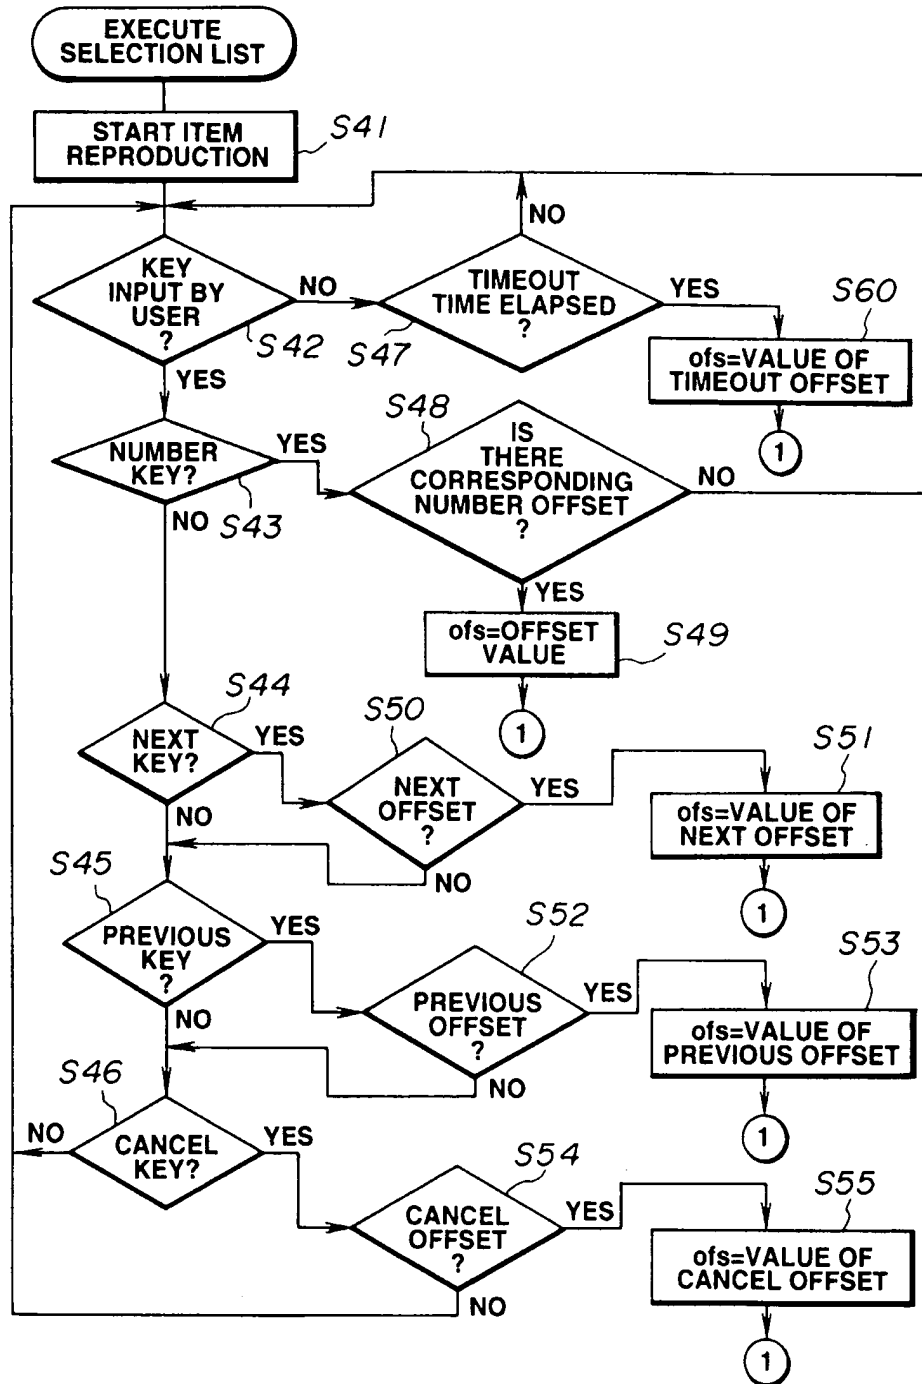 EXECUTE
SELECTION LIST
START ITEM
REPRODUCTION
S41
KEY
INPUT BY
USER
?
S42
NO
YES
TIMEOUT
TIME ELAPSED
?
S47
NO
YES
S60
ofs=VALUE OF
TIMEOUT OFFSET
1
NUMBER
KEY?
S43
YES
NO
S48
IS
THERE
CORRESPONDING
NUMBER OFFSET
?
NO
YES
ofs=OFFSET
VALUE
S49
1
S44
NEXT
KEY?
YES
NO
S50
NEXT
OFFSET
?
YES
NO
S51
ofs=VALUE OF
NEXT OFFSET
1
S45
PREVIOUS
KEY
?
YES
NO
S52
PREVIOUS
OFFSET
?
YES
NO
S53
ofs=VALUE OF
PREVIOUS OFFSET
1
S46
CANCEL
KEY?
NO
YES
S54
CANCEL
OFFSET
?
YES
NO
S55
ofs=VALUE OF
CANCEL OFFSET
1